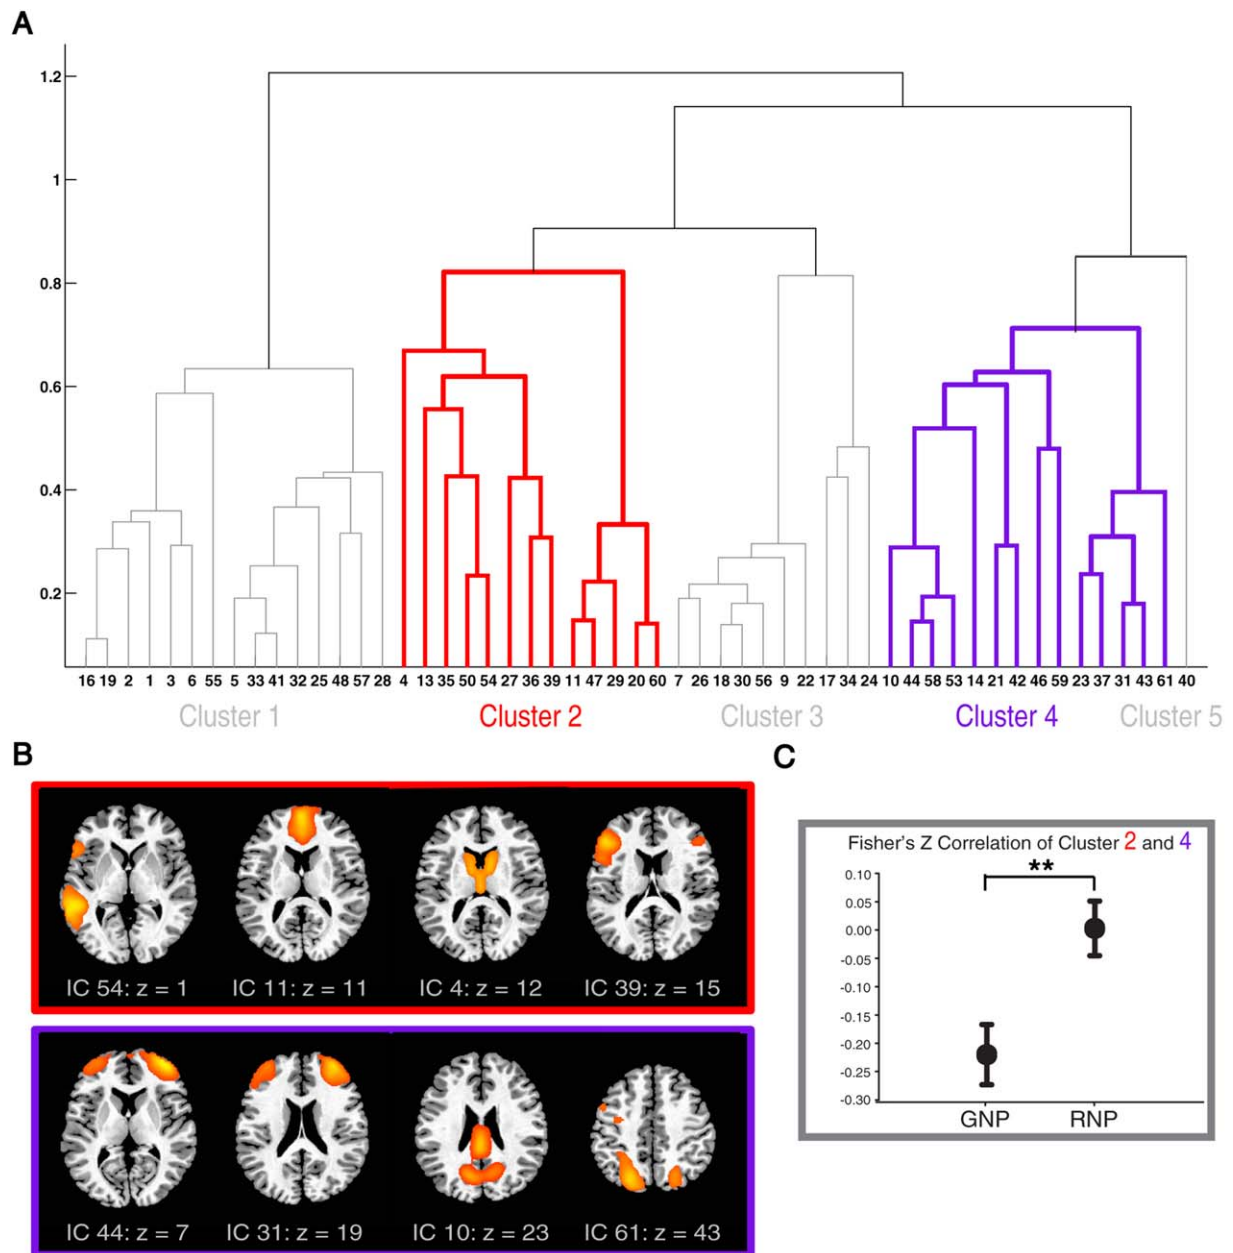 A
1.2
1
0.8
0.6
0.4
0.2
16 19 2 1 3 6 55 5 33 41 32 25 48 57 28 4 13 35 50 54 27 36 39 11 47 29 20 60 7 26 18 30 56 9 22 17 34 24 10 44 58 53 14 21 42 46 59 23 37 31 43 61 40
Cluster 1 Cluster 2 Cluster 3 Cluster 4 Cluster 5
B
IC 54: z = 1 IC 11: z = 11 IC 4: z = 12 IC 39: z = 15
IC 44: z = 7 IC 31: z = 19 IC 10: z = 23 IC 61: z = 43
C
Fisher's Z Correlation of Cluster 2 and 4
**
0.10
0.05
0.00
-0.05
-0.10
-0.15
-0.20
-0.25
-0.30
GNP RNP